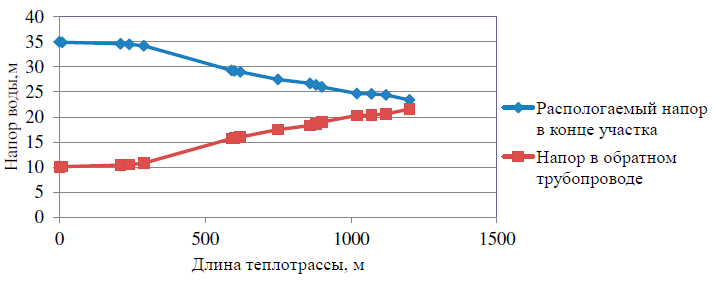 40
35
30
25
20
15
10
5
0
Напор воды,м
0
500
1000
1500
Длина теплотрассы, м
Распологаемый напор
в конце участка
Напор в обратном
трубопроводе